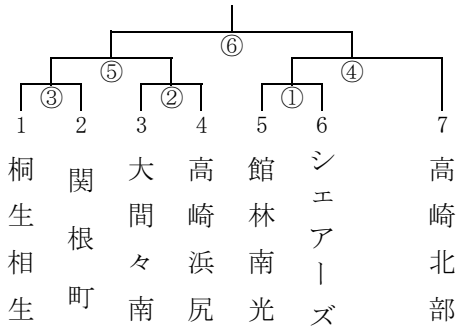 ⑥
⑤ ④
③ ② ①
1 2 3 4 5 6 7
桐生相生
関根町
大間々南
高崎浜尻
館林南光
シェアーズ
高崎北部